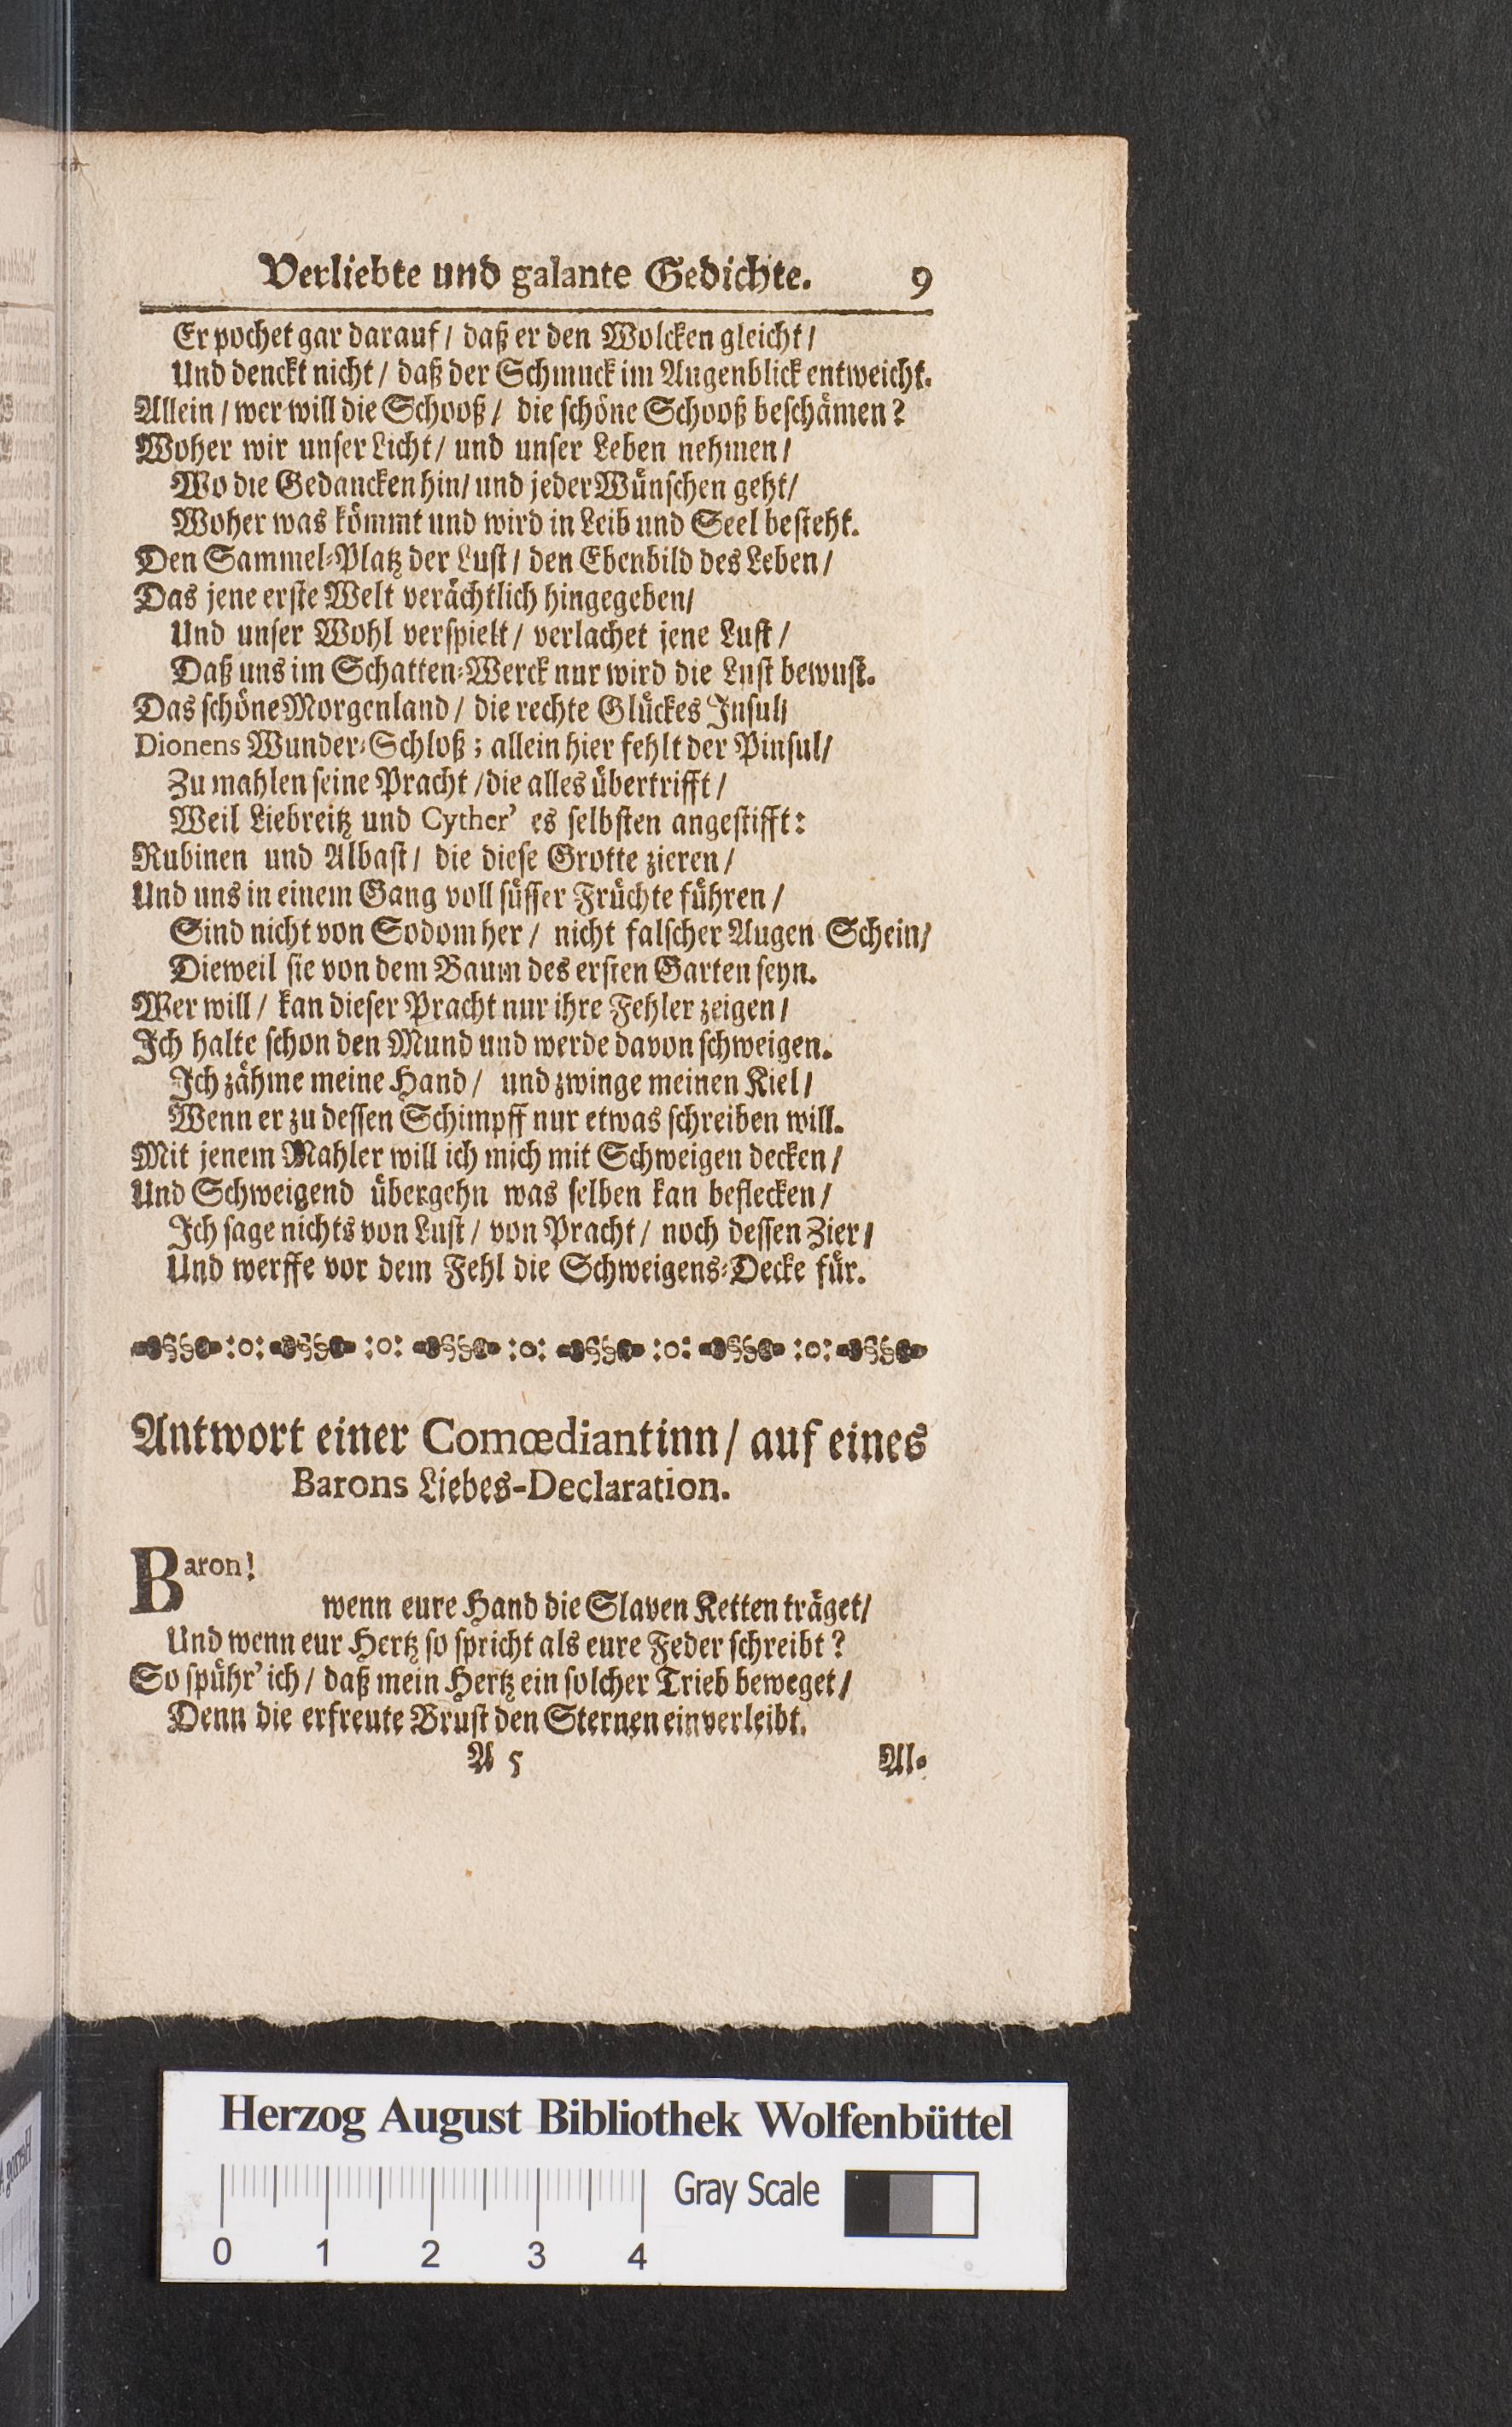 Verliebte und galante Gedichte. 9
Er pochet gar darauf / daß er den Wolcken gleicht /
Und denckt nicht / daß der Schmuck im Augenblick entweicht.
Allein / wer will die Schooß / die schöne Schooß beschämen?
Woher wir unser Licht / und unser Leben nehmen /
Wo die Gedancken hin / und jeder Wünschen geht /
Woher was kömmt und wird in Leib und Seel besteht.
Den Sammel-Platz der Lust / den Ebenbild des Leben /
Das jene erste Welt verächtlich hingegeben /
Und unser Wohl verspielt / verlachet jene Lust /
Daß uns im Schatten-Werck nur wird die Lust bewust.
Das schöne Morgenland / die rechte Glückes Insul /
Dionens Wunder-Schloß ; allein hier fehlt der Pinsul /
Zu mahlen seine Pracht / die alles übertrifft /
Weil Liebreitz und Cyther' es selbsten angestifft:
Rubinen und Albast / die diese Grotte zieren /
Und uns in einem Gang voll süsser Früchte führen /
Sind nicht von Sodom her / nicht falscher Augen Schein /
Dieweil sie von dem Baum des ersten Garten seyn.
Wer will / kan dieser Pracht nur ihre Fehler zeigen /
Ich halte schon den Mund und werde davon schweigen.
Ich zähme meine Hand / und zwinge meinen Kiel /
Wenn er zu dessen Schimpff nur etwas schreiben will.
Mit jenem Mahler will ich mich mit Schweigen decken /
Und Schweigend übergehn was selben kan beflecken /
Ich sage nichts von Lust / von Pracht / noch dessen Zier /
Und werffe vor dem Fehl die Schweigens-Decke für.
Antwort einer Comœdiantinn / auf eines
Barons Liebes-Declaration.
Baron!
wenn eure Hand die Slaven Ketten träget /
Und wenn eur Hertz so spricht als eure Feder schreibt?
So spühr' ich / daß mein Hertz ein solcher Trieb beweget /
Denn die erfreute Brust den Sternen einverleibt.
A 5 Al-
Herzog August Bibliothek Wolfenbüttel
Gray Scale
0 1 2 3 4